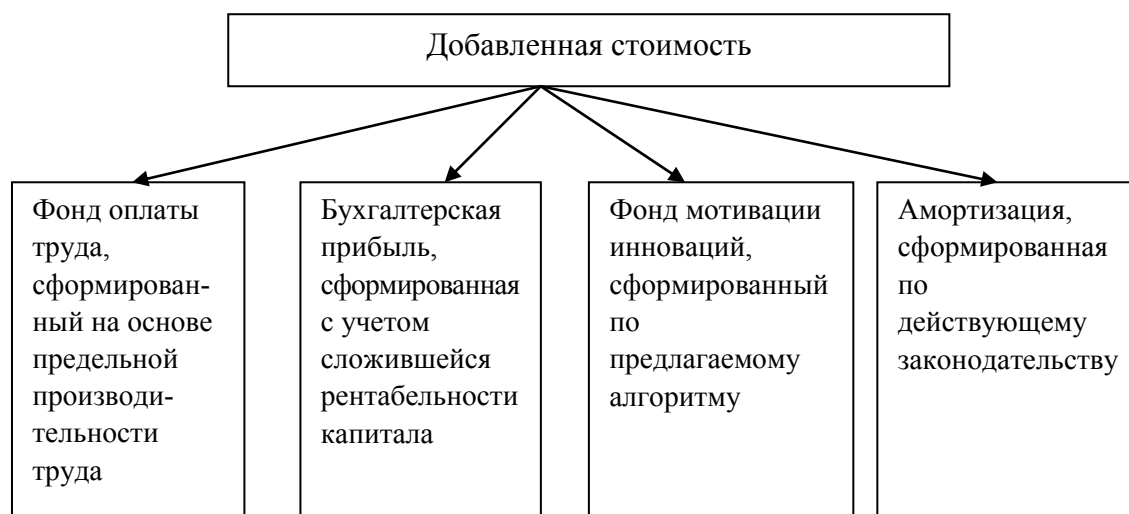 Добавленная стоимость
Фонд оплаты
труда,
сформирован-
ный на основе
предельной
производи-
тельности
труда
Бухгалтерская
прибыль,
сформированная
с учетом
сложившейся
рентабельности
капитала
Фонд мотивации
инноваций,
сформированный
по
предлагаемому
алгоритму
Амортизация,
сформированная
по
действующему
законодательству